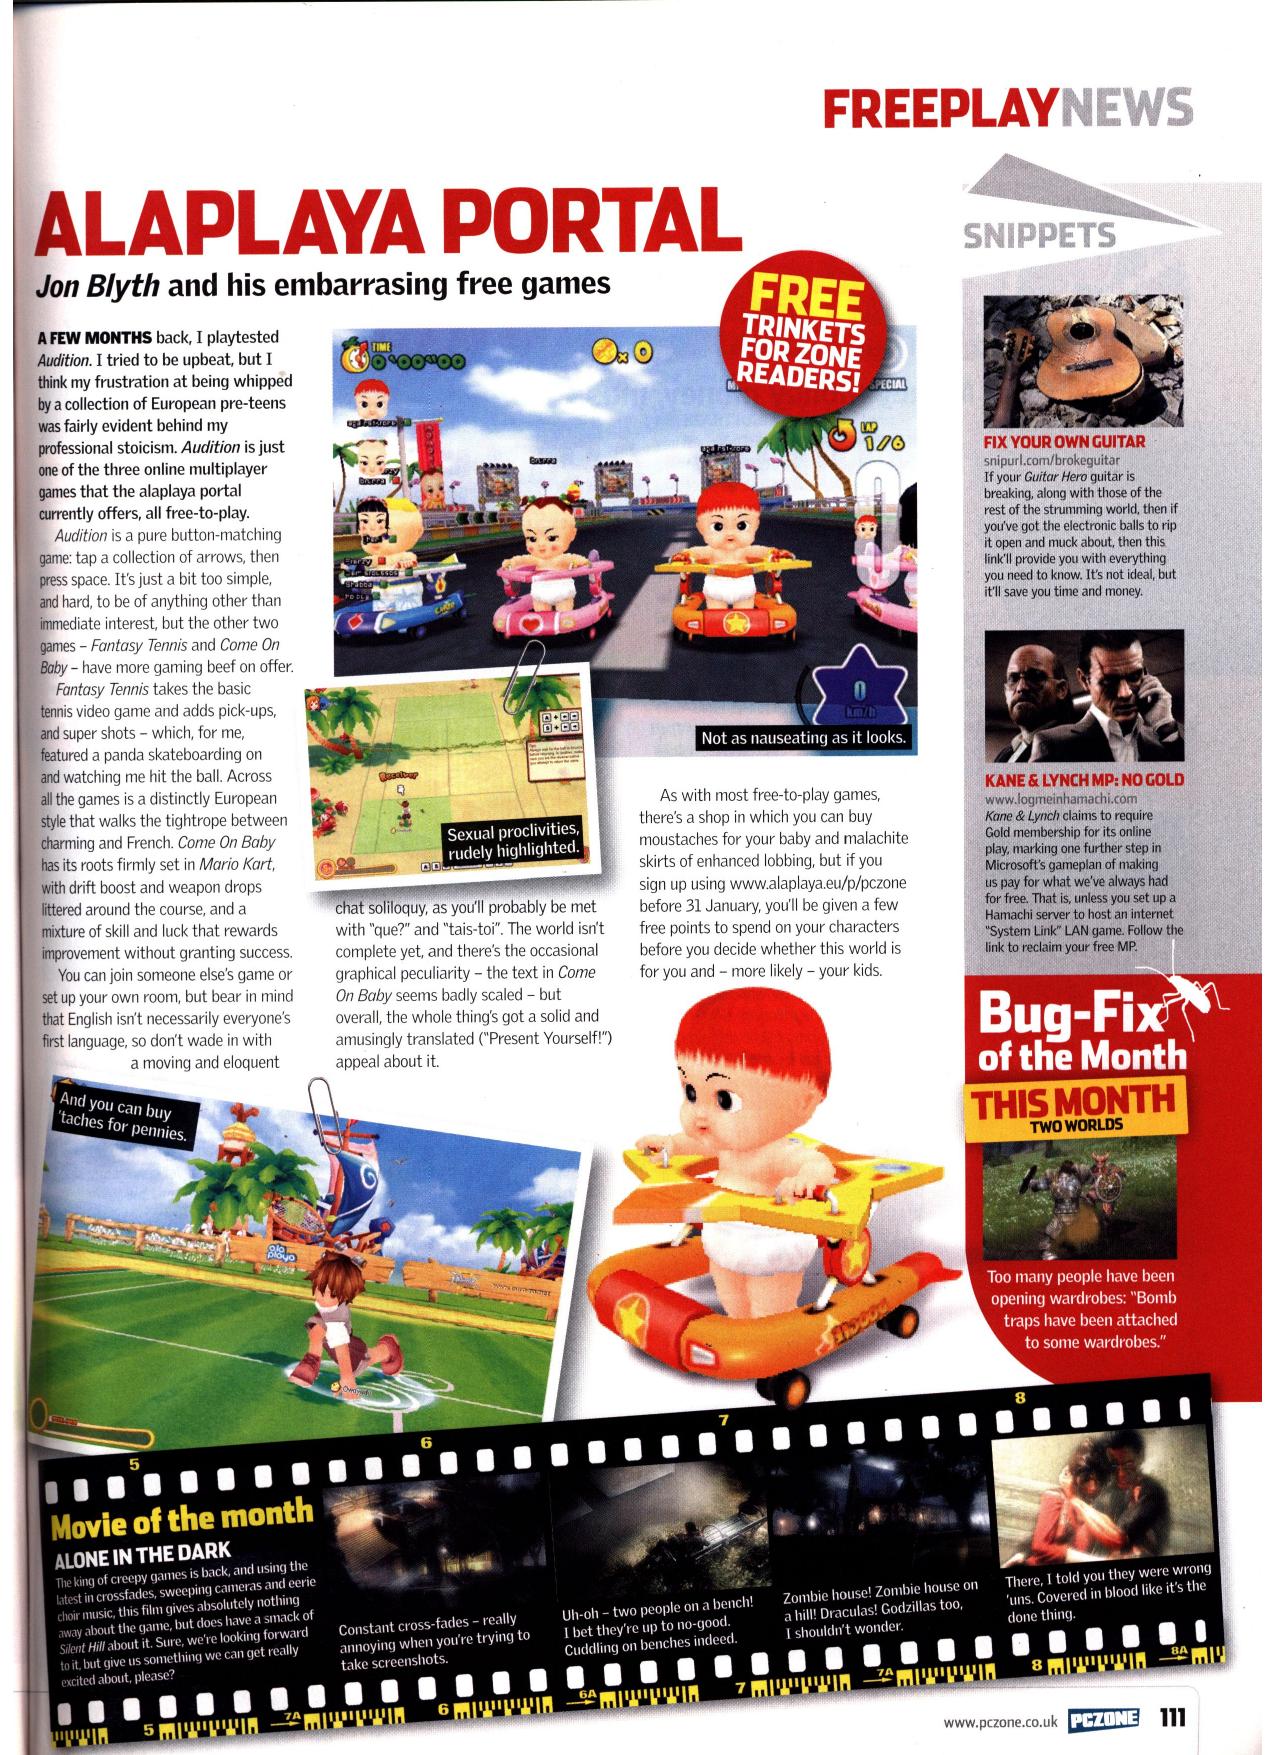 FREEPLAYNEWS
ALAPLAYA PORTAL
Jon Blyth and his embarrasing free games
FREE
TRINKETS
FOR ZONE
READERS!
A FEW MONTHS back, I playtested
Audition. I tried to be upbeat, but I
think my frustration at being whipped
by a collection of European pre-teens
was fairly evident behind my
professional stoicism. Audition is just
one of the three online multiplayer
games that the alaplaya portal
currently offers, all free-to-play.
Audition is a pure button-matching
game: tap a collection of arrows, then
press space. It's just a bit too simple,
and hard, to be of anything other than
immediate interest, but the other two
games – Fantasy Tennis and Come On
Baby – have more gaming beef on offer.
Fantasy Tennis takes the basic
tennis video game and adds pick-ups,
and super shots – which, for me,
featured a panda skateboarding on
and watching me hit the ball. Across
all the games is a distinctly European
style that walks the tightrope between
charming and French. Come On Baby
has its roots firmly set in Mario Kart,
with drift boost and weapon drops
littered around the course, and a
mixture of skill and luck that rewards
improvement without granting success.
You can join someone else's game or
set up your own room, but bear in mind
that English isn't necessarily everyone's
first language, so don't wade in with
a moving and eloquent
TIME
0'00"00
x 0
SPECIAL
LAP
1/6
0
km/h
Not as nauseating as it looks.
Receiver
Sexual proclivities,
rudely highlighted.
chat soliloquy, as you'll probably be met
with "que?" and "tais-toi". The world isn't
complete yet, and there's the occasional
graphical peculiarity – the text in Come
On Baby seems badly scaled – but
overall, the whole thing's got a solid and
amusingly translated ("Present Yourself!")
appeal about it.
As with most free-to-play games,
there's a shop in which you can buy
moustaches for your baby and malachite
skirts of enhanced lobbing, but if you
sign up using www.alaplaya.eu/p/pczone
before 31 January, you'll be given a few
free points to spend on your characters
before you decide whether this world is
for you and – more likely – your kids.
And you can buy
'taches for pennies.
ala
playa
SNIPPETS
FIX YOUR OWN GUITAR
snipurl.com/brokeguitar
If your Guitar Hero guitar is
breaking, along with those of the
rest of the strumming world, then if
you've got the electronic balls to rip
it open and muck about, then this
link'll provide you with everything
you need to know. It's not ideal, but
it'll save you time and money.
KANE & LYNCH MP: NO GOLD
www.logmeinhamachi.com
Kane & Lynch claims to require
Gold membership for its online
play, marking one further step in
Microsoft's gameplan of making
us pay for what we've always had
for free. That is, unless you set up a
Hamachi server to host an internet
"System Link" LAN game. Follow the
link to reclaim your free MP.
Bug-Fix
of the Month
THIS MONTH
TWO WORLDS
Too many people have been
opening wardrobes: "Bomb
traps have been attached
to some wardrobes."
5
6
7
8
Movie of the month
ALONE IN THE DARK
The king of creepy games is back, and using the
latest in crossfades, sweeping cameras and eerie
choir music, this film gives absolutely nothing
away about the game, but does have a smack of
Silent Hill about it. Sure, we're looking forward
to it, but give us something we can get really
excited about, please?
Constant cross-fades – really
annoying when you're trying to
take screenshots.
Uh-oh – two people on a bench!
I bet they're up to no-good.
Cuddling on benches indeed.
Zombie house! Zombie house on
a hill! Draculas! Godzillas too,
I shouldn't wonder.
There, I told you they were wrong
'uns. Covered in blood like it's the
done thing.
5
7A
6
6A
7
7A
8
8A
www.pczone.co.uk PCZONE 111